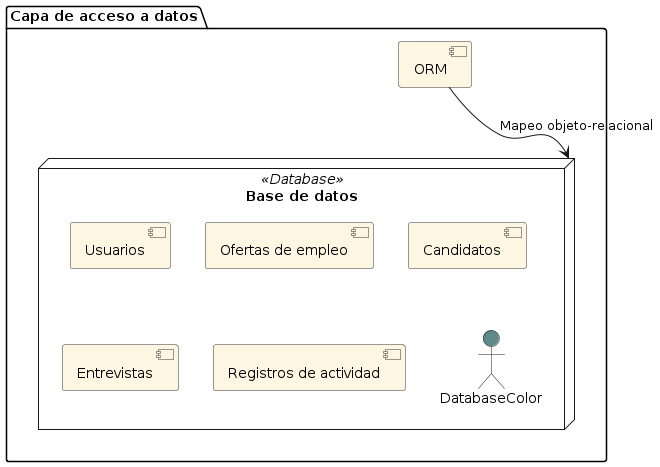 Capa de acceso a datos
ORM
Mapeo objeto-relacional
«Database»
Base de datos
Usuarios
Ofertas de empleo
Candidatos
Entrevistas
Registros de actividad
DatabaseColor